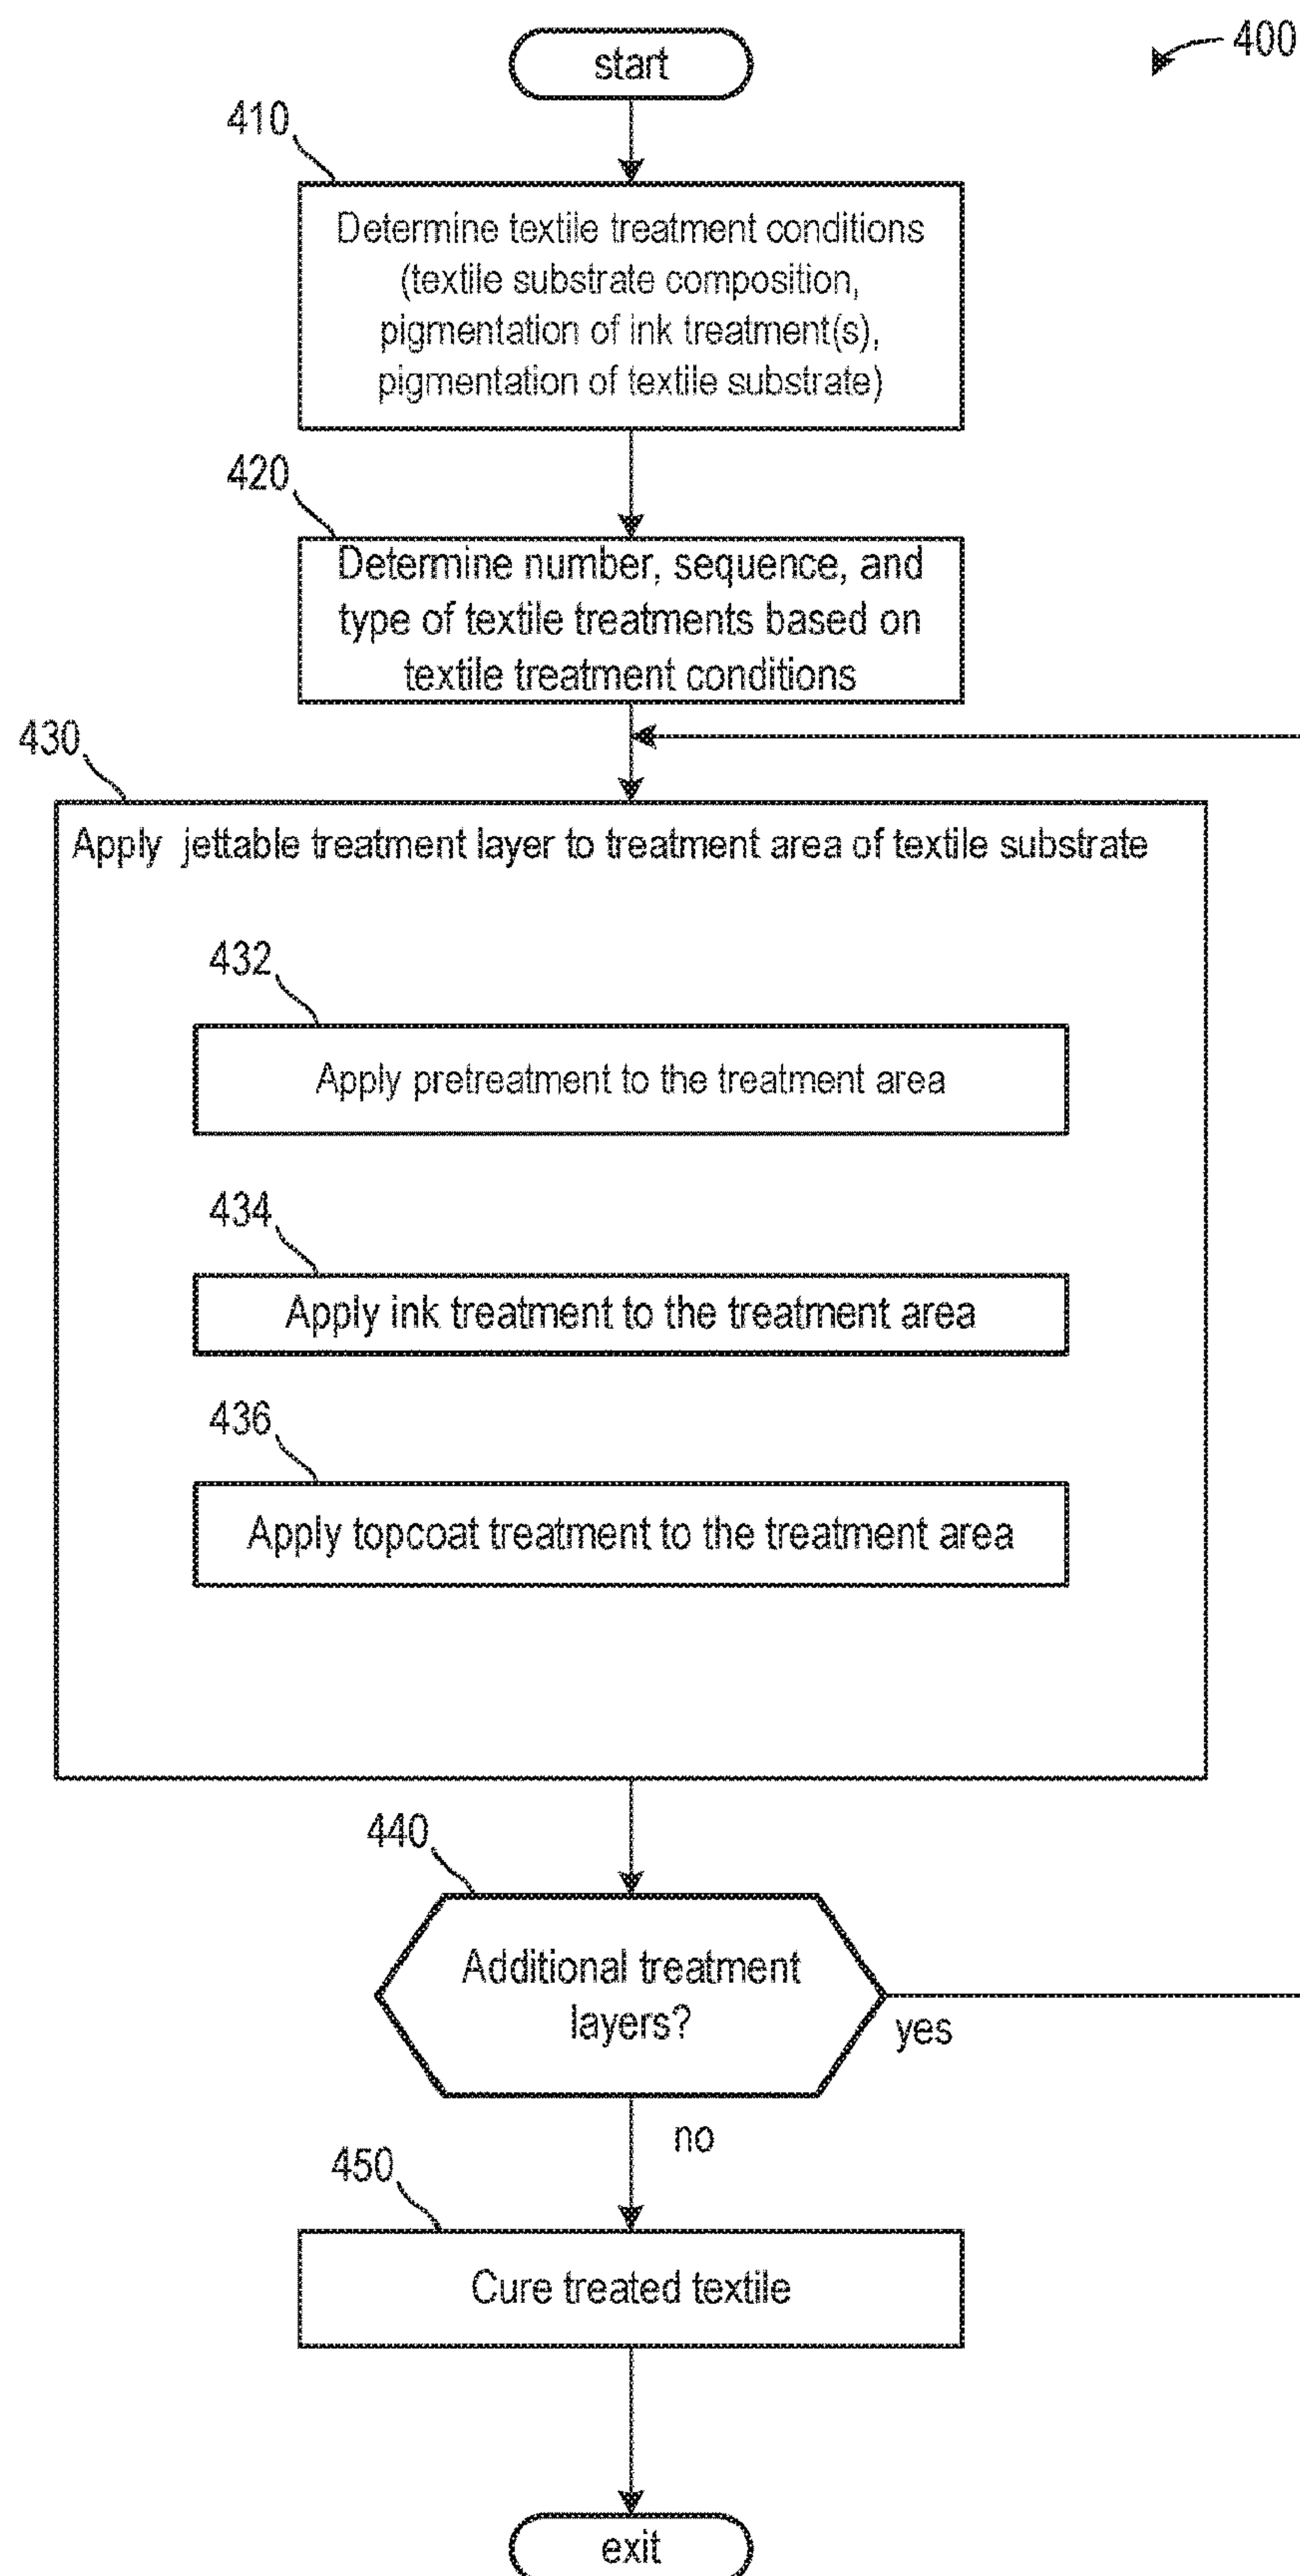 start
400
410
Determine textile treatment conditions
(textile substrate composition,
pigmentation of ink treatment(s),
pigmentation of textile substrate)
420
Determine number, sequence, and
type of textile treatments based on
textile treatment conditions
430
Apply jettable treatment layer to treatment area of textile substrate
432
Apply pretreatment to the treatment area
434
Apply ink treatment to the treatment area
436
Apply topcoat treatment to the treatment area
440
Additional treatment
layers?
yes
no
450
Cure treated textile
exit